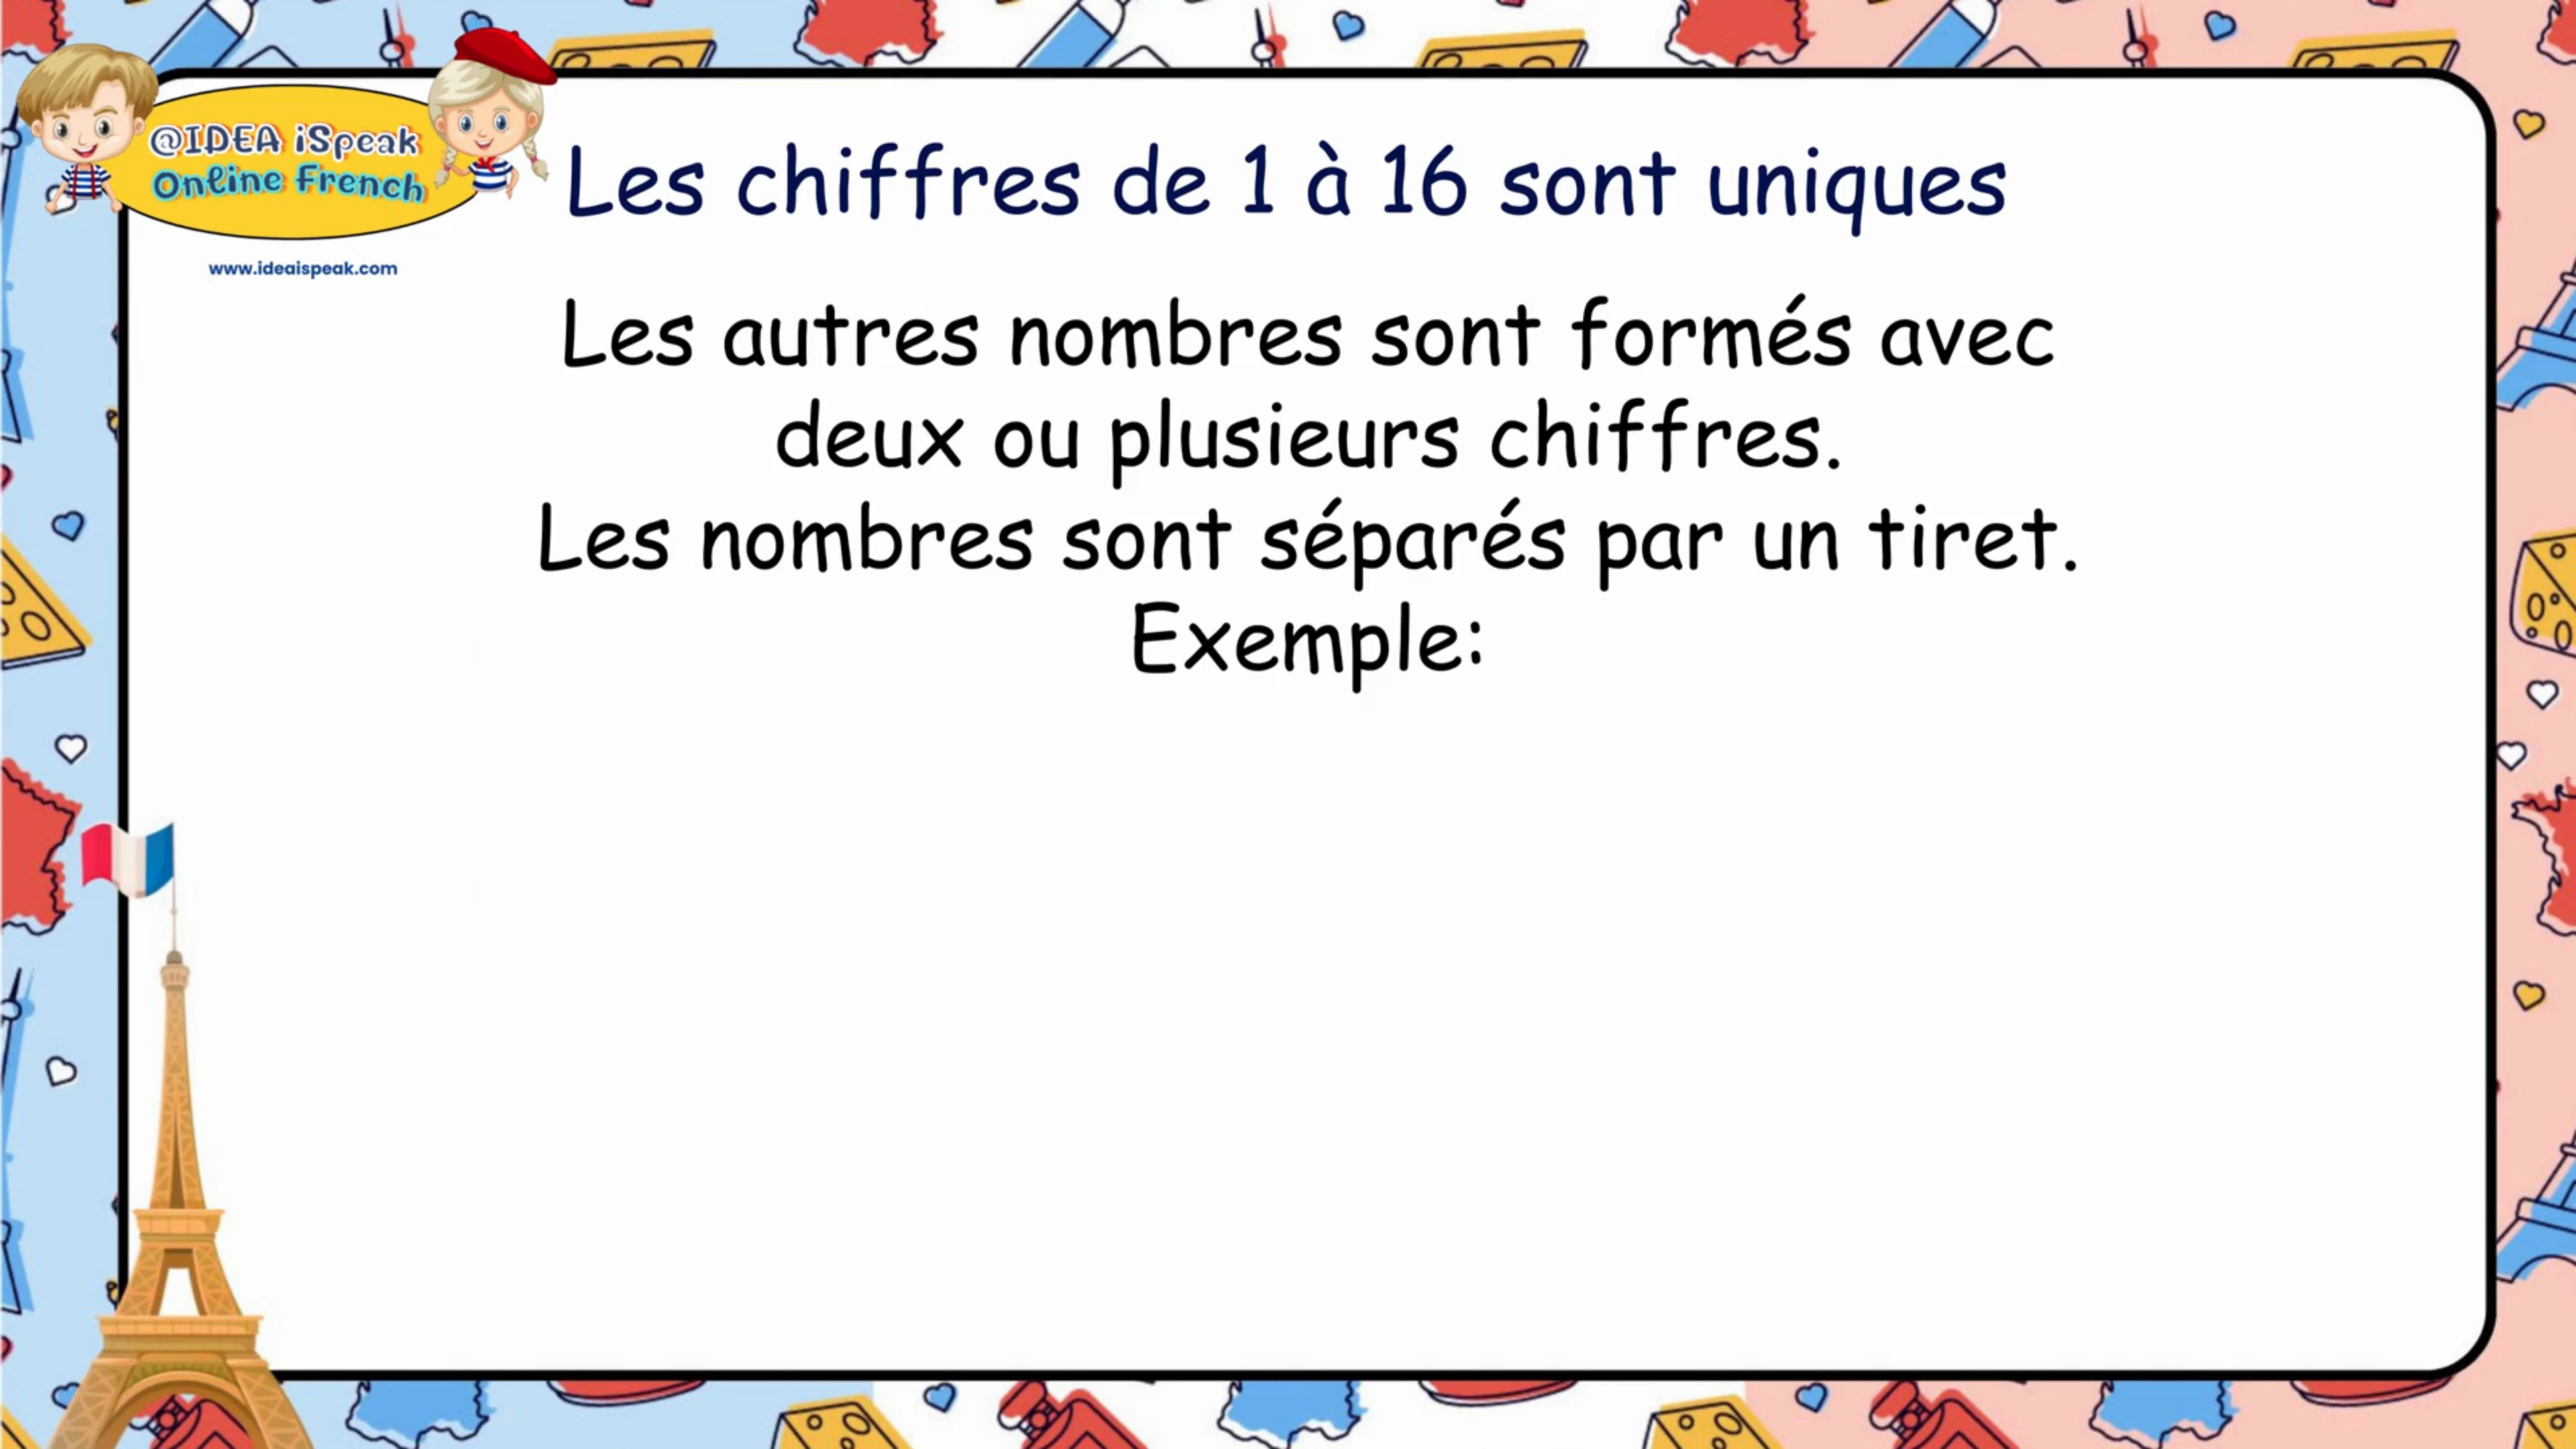 @IDEA iSpeak
Online French
www.ideaispeak.com
Les chiffres de 1 à 16 sont uniques
Les autres nombres sont formés avec
deux ou plusieurs chiffres.
Les nombres sont séparés par un tiret.
Exemple: